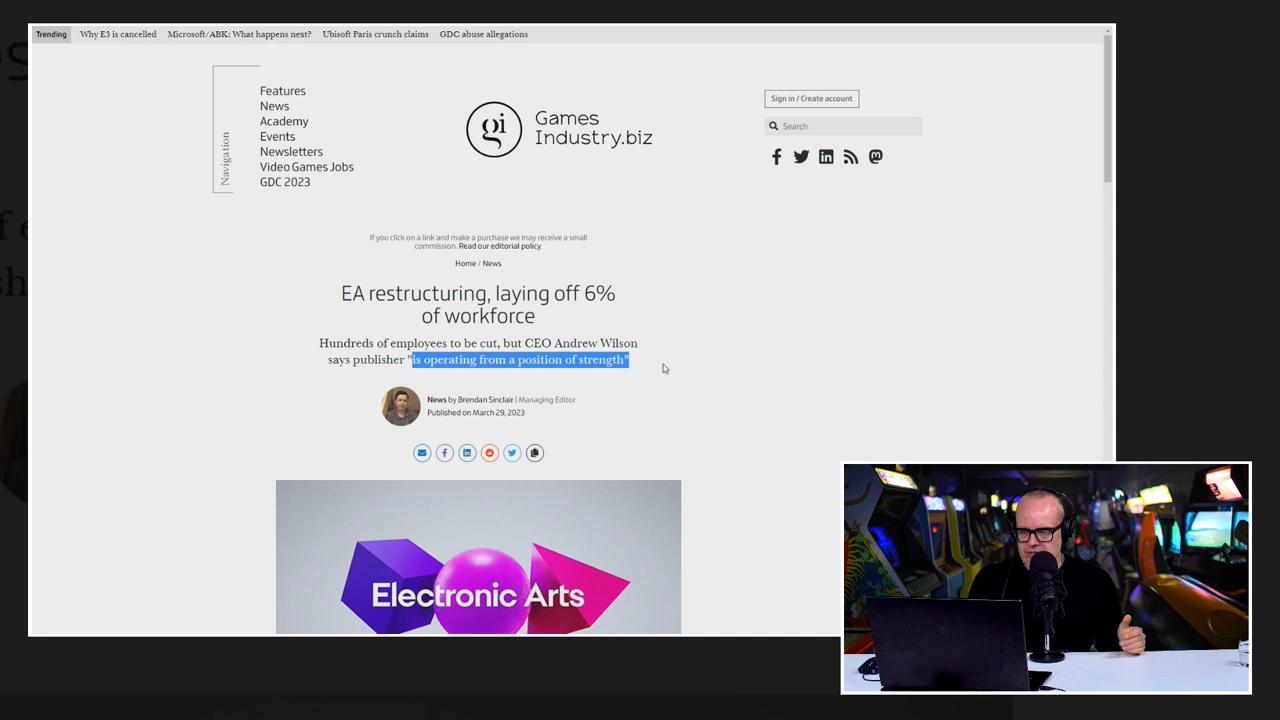 Trending Why E3 is cancelled Microsoft/ABK: What happens next? Ubisoft Paris crunch claims GDC abuse allegations
Navigation
Features
News
Academy
Events
Newsletters
Video Games Jobs
GDC 2023
gi
Games
Industry.biz
Sign in / Create account
Search
If you click on a link and make a purchase we may receive a small
commission. Read our editorial policy.
Home / News
EA restructuring, laying off 6%
of workforce
Hundreds of employees to be cut, but CEO Andrew Wilson
says publisher "is operating from a position of strength"
News by Brendan Sinclair | Managing Editor
Published on March 29, 2023
Electronic Arts